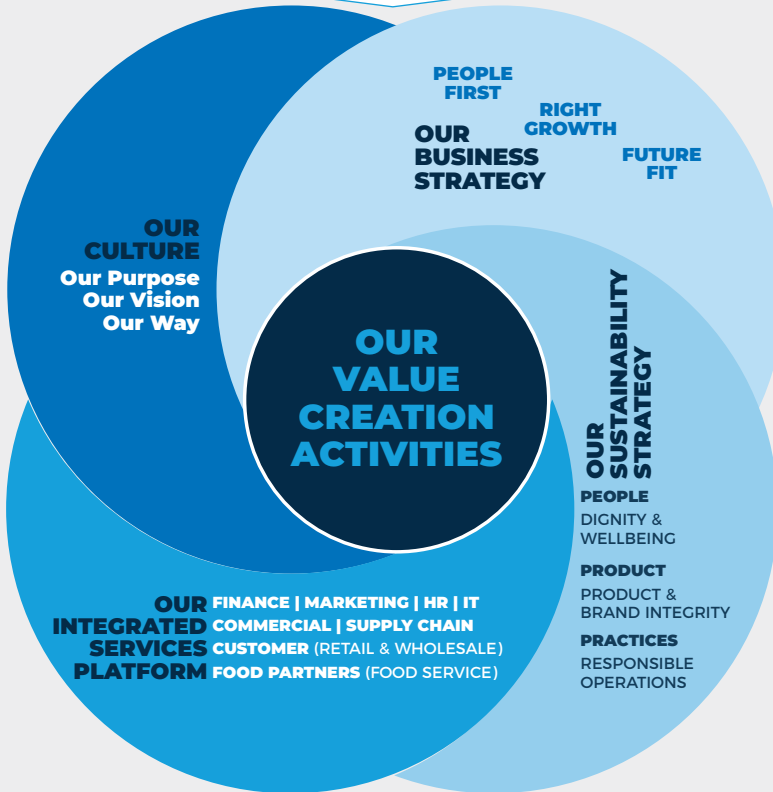 PEOPLE
FIRST
RIGHT
GROWTH
FUTURE
FIT
OUR
BUSINESS
STRATEGY
OUR
CULTURE
Our Purpose
Our Vision
Our Way
OUR
VALUE
CREATION
ACTIVITIES
OUR
SUSTAINABILITY
STRATEGY
PEOPLE
DIGNITY &
WELLBEING
PRODUCT
PRODUCT &
BRAND INTEGRITY
PRACTICES
RESPONSIBLE
OPERATIONS
OUR
INTEGRATED
SERVICES
PLATFORM
FINANCE | MARKETING | HR | IT
COMMERCIAL | SUPPLY CHAIN
CUSTOMER (RETAIL & WHOLESALE)
FOOD PARTNERS (FOOD SERVICE)